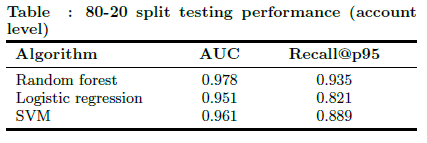 Table : 80-20 split testing performance (account
level)
Algorithm AUC Recall@p95
Random forest 0.978 0.935
Logistic regression 0.951 0.821
SVM 0.961 0.889